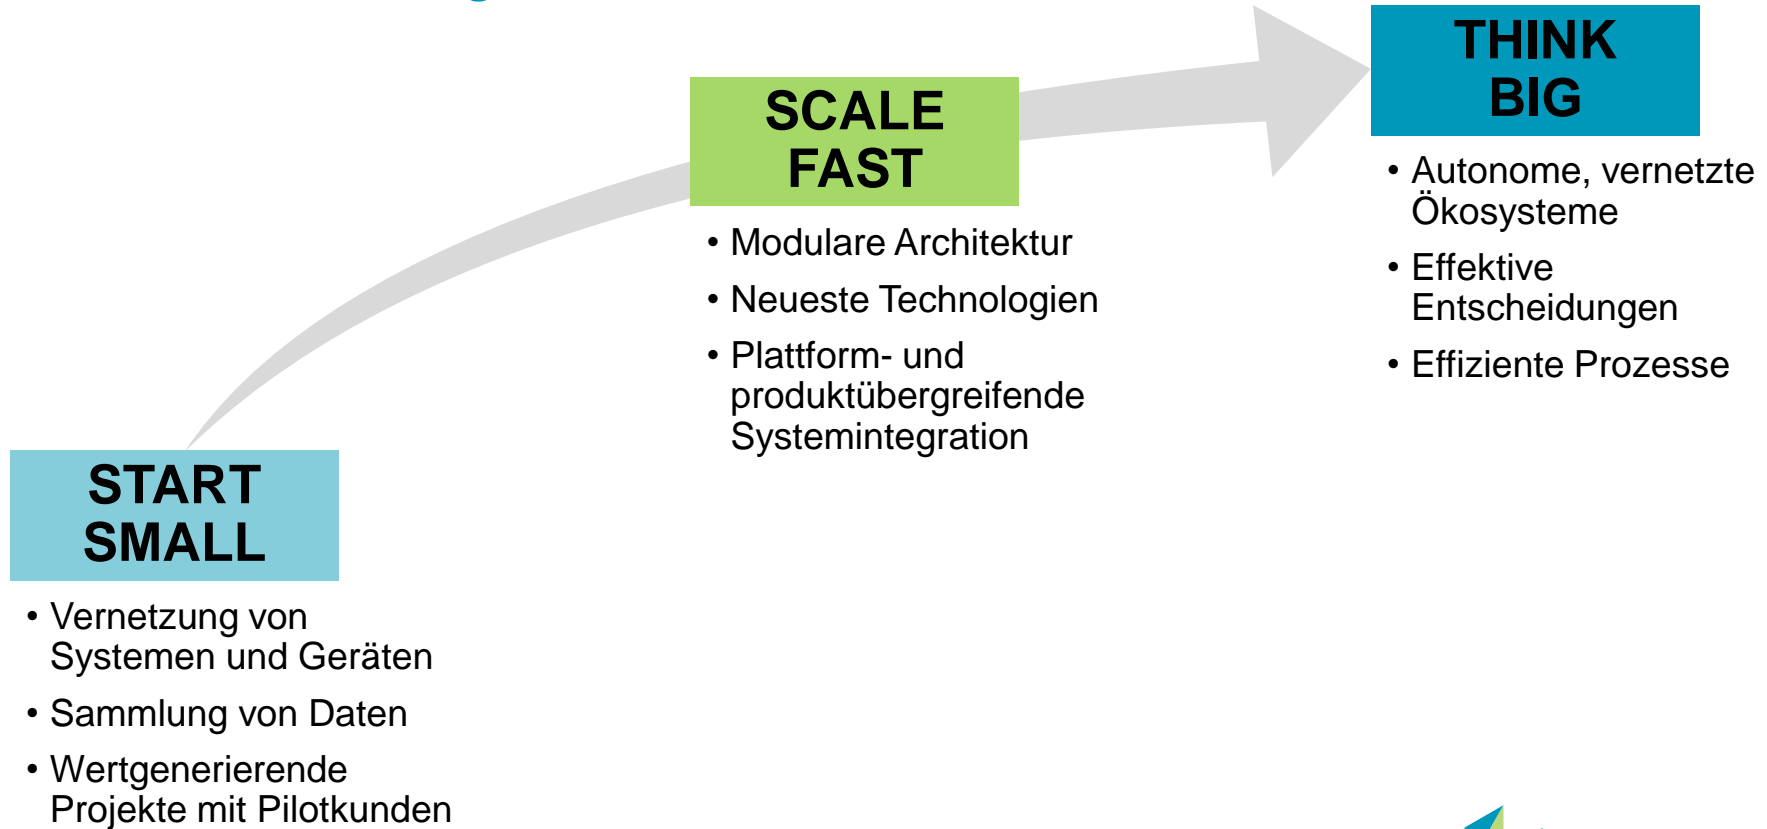 THINK
BIG
• Autonome, vernetzte
Ökosysteme
• Effektive
Entscheidungen
• Effiziente Prozesse
SCALE
FAST
• Modulare Architektur
• Neueste Technologien
• Plattform- und
produktübergreifende
Systemintegration
START
SMALL
• Vernetzung von
Systemen und Geräten
• Sammlung von Daten
• Wertgenerierende
Projekte mit Pilotkunden